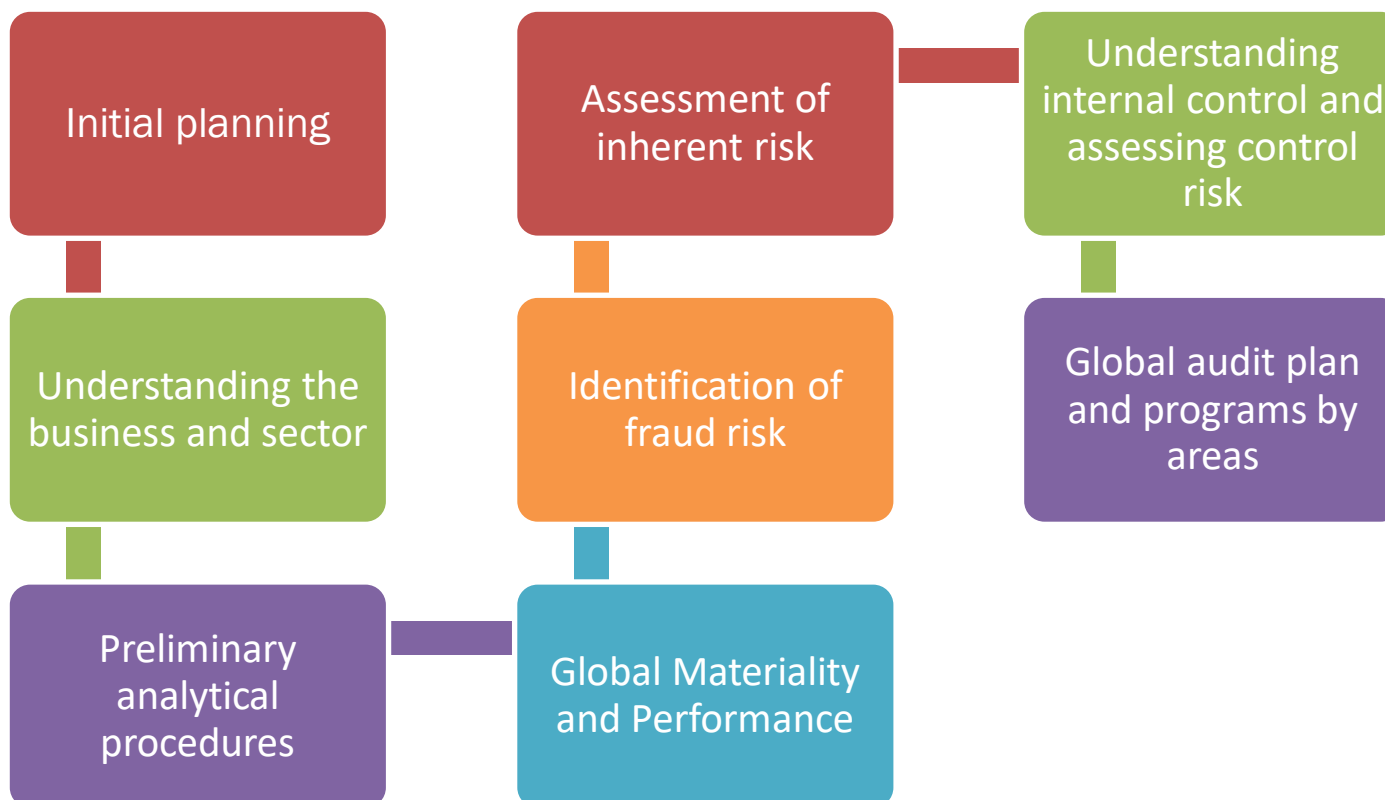 Initial planning
Understanding the
business and sector
Preliminary
analytical
procedures
Global Materiality
and Performance
Identification of
fraud risk
Assessment of
inherent risk
Understanding
internal control and
assessing control
risk
Global audit plan
and programs by
areas